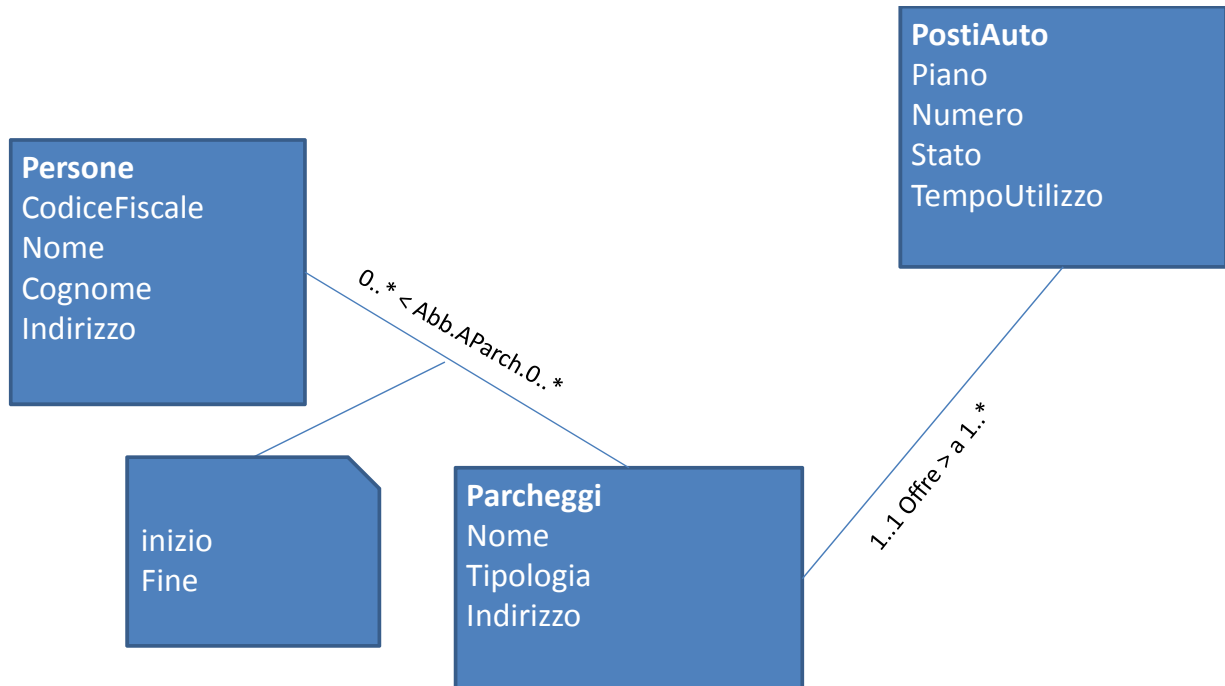 PostiAuto
Piano
Numero
Stato
TempoUtilizzo
Persone
CodiceFiscale
Nome
Cognome
Indirizzo
0.. * < Abb.AParch.0.. *
1..1 Offre > a 1..*
inizio
Fine
Parcheggi
Nome
Tipologia
Indirizzo